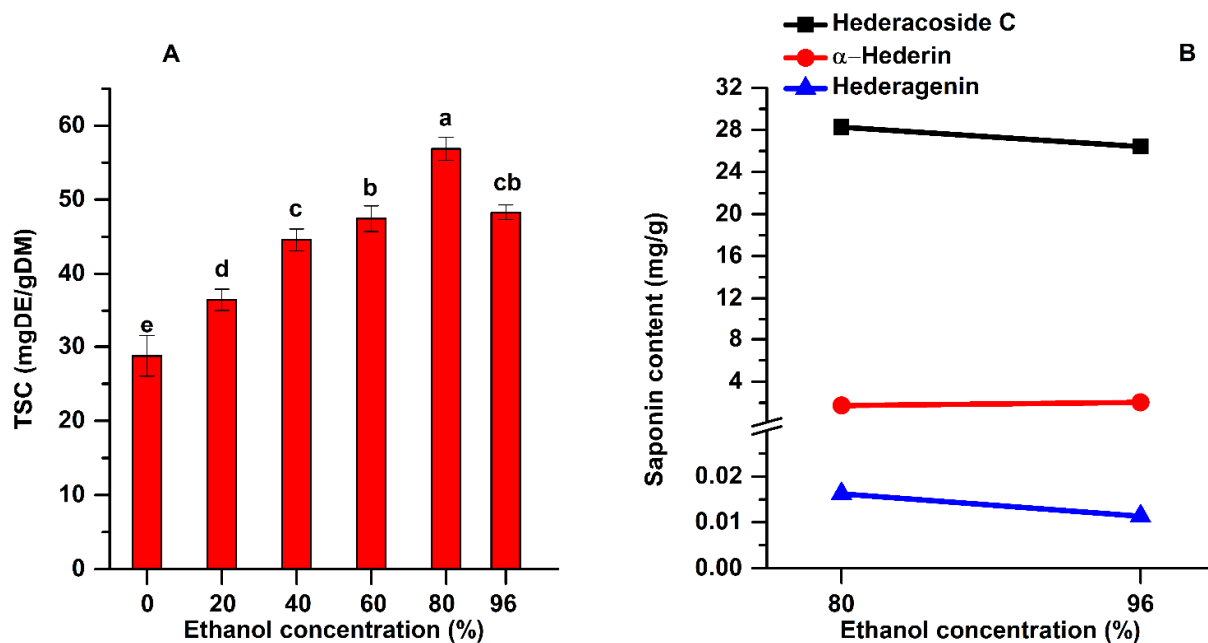 A
TSC (mgDE/gDM)
60
50
40
30
20
10
0
e
d
c
b
a
cb
0 20 40 60 80 96
Ethanol concentration (%)
Hederacoside C
α−Hederin
Hederagenin
B
Saponin content (mg/g)
32
28
24
20
16
12
8
4
0.02
0.01
0.00
80 96
Ethanol concentration (%)